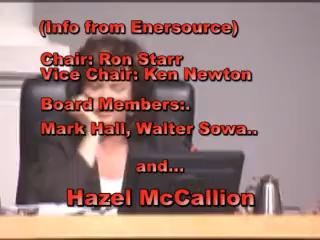 (Info from Enersource)
Chair: Ron Starr
Vice Chair: Ken Newton
Board Members:.
Mark Hall, Walter Sowa..
and...
Hazel McCallion